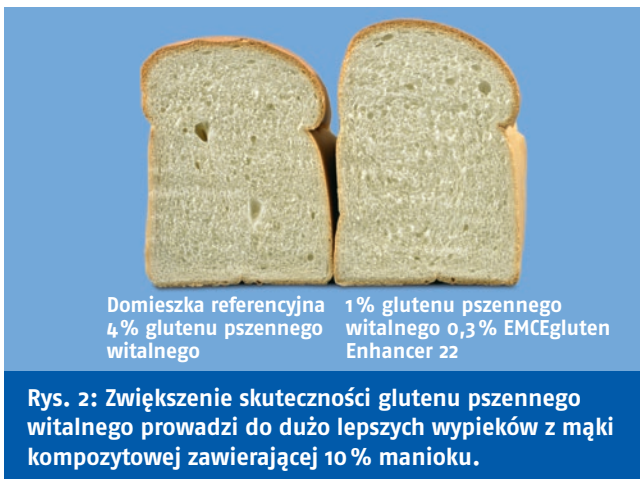 Domieszka referencyjna
4 % glutenu pszennego
witalnego
1 % glutenu pszennego
witalnego 0,3 % EMCEgluten
Enhancer 22
Rys. 2: Zwiększenie skuteczności glutenu pszennego
witalnego prowadzi do dużo lepszych wypieków z mąki
kompozytowej zawierającej 10 % manioku.